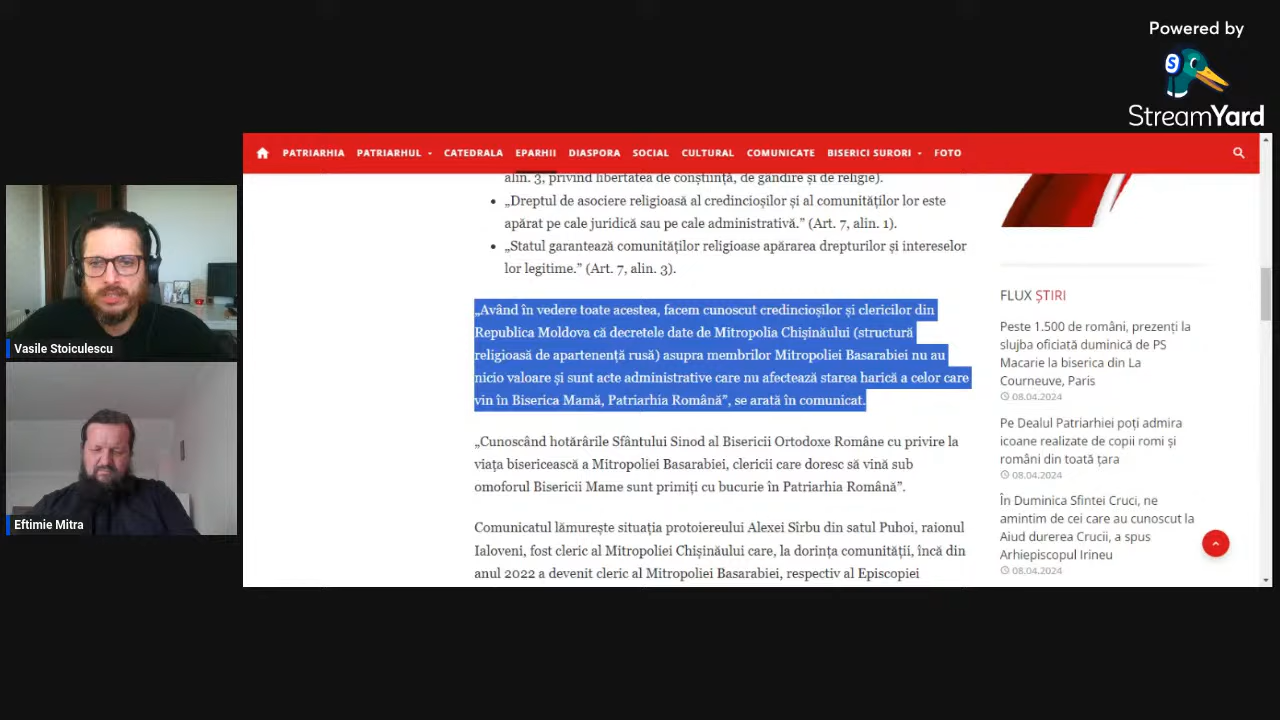 Powered by
StreamYard
PATRIARHIA PATRIARHUL CATEDRALA EPARHII DIASPORA SOCIAL CULTURAL COMUNICATE BISERICI SURORI FOTO
alin. 3, privind libertatea de conștiință, de gândire și de religie).
„Dreptul de asociere religioasă al credincioșilor și al comunităților lor este
apărat pe cale juridică sau pe cale administrativă.” (Art. 7, alin. 1).
„Statul garantează comunităților religioase apărarea drepturilor și intereselor
lor legitime.” (Art. 7, alin. 3).
„Având în vedere toate acestea, facem cunoscut credincioșilor și clericilor din
Republica Moldova că decretele date de Mitropolia Chișinăului (structură
religioasă de apartenență rusă) asupra membrilor Mitropoliei Basarabiei nu au
nicio valoare și sunt acte administrative care nu afectează starea harică a celor care
vin în Biserica Mamă, Patriarhia Română”, se arată în comunicat.
„Cunoscând hotărârile Sfântului Sinod al Bisericii Ortodoxe Române cu privire la
viața bisericească a Mitropoliei Basarabiei, clericii care doresc să vină sub
omoforul Bisericii Mame sunt primiți cu bucurie în Patriarhia Română”.
Comunicatul lămurește situația protoiereului Alexei Sîrbu din satul Puhoi, raionul
Ialoveni, fost cleric al Mitropoliei Chișinăului care, la dorința comunității, încă din
anul 2022 a devenit cleric al Mitropoliei Basarabiei, respectiv al Episcopiei
FLUX ȘTIRI
Peste 1.500 de români, prezenți la
slujba oficiată duminică de PS
Macarie la biserica din La
Courneuve, Paris
08.04.2024
Pe Dealul Patriarhiei poți admira
icoane realizate de copii romi și
români din toată țara
08.04.2024
În Duminica Sfintei Cruci, ne
amintim de cei care au cunoscut la
Aiud durerea Crucii, a spus
Arhiepiscopul Irineu
08.04.2024
Vasile Stoiculescu
Eftimie Mitra